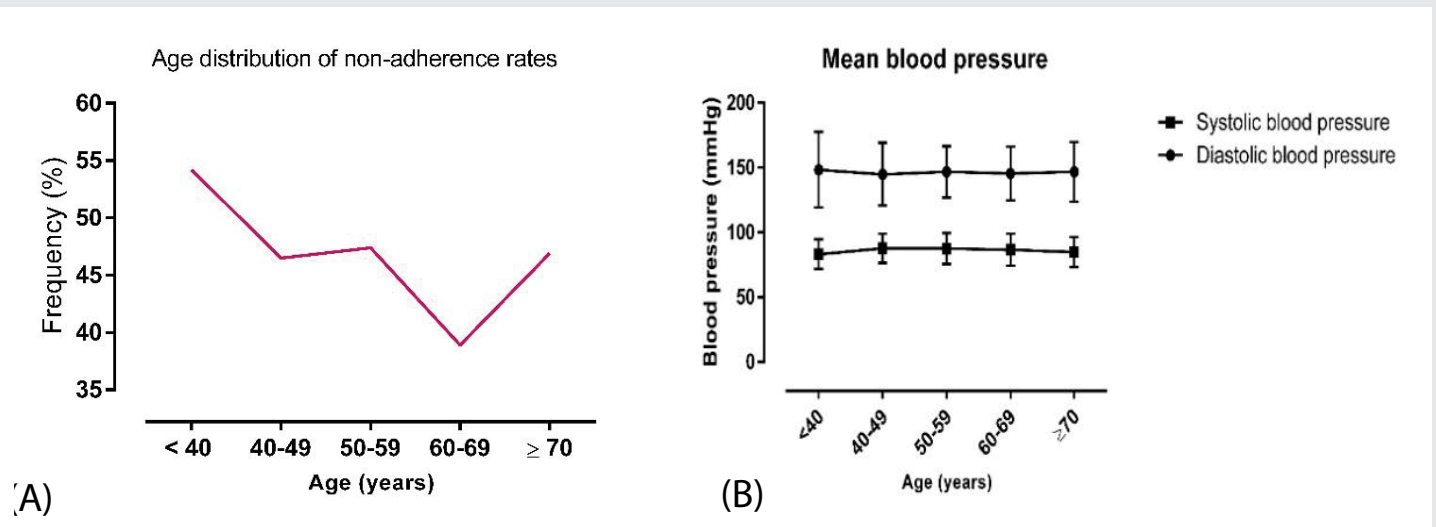 Age distribution of non-adherence rates
60
55
50
45
40
35
Frequency (%)
< 40 40-49 50-59 60-69 ≥ 70
Age (years)
(A)
Mean blood pressure
200
150
100
50
0
Blood pressure (mmHg)
<40 40-49 50-59 60-69 ≥70
Age (years)
(B)
Systolic blood pressure
Diastolic blood pressure